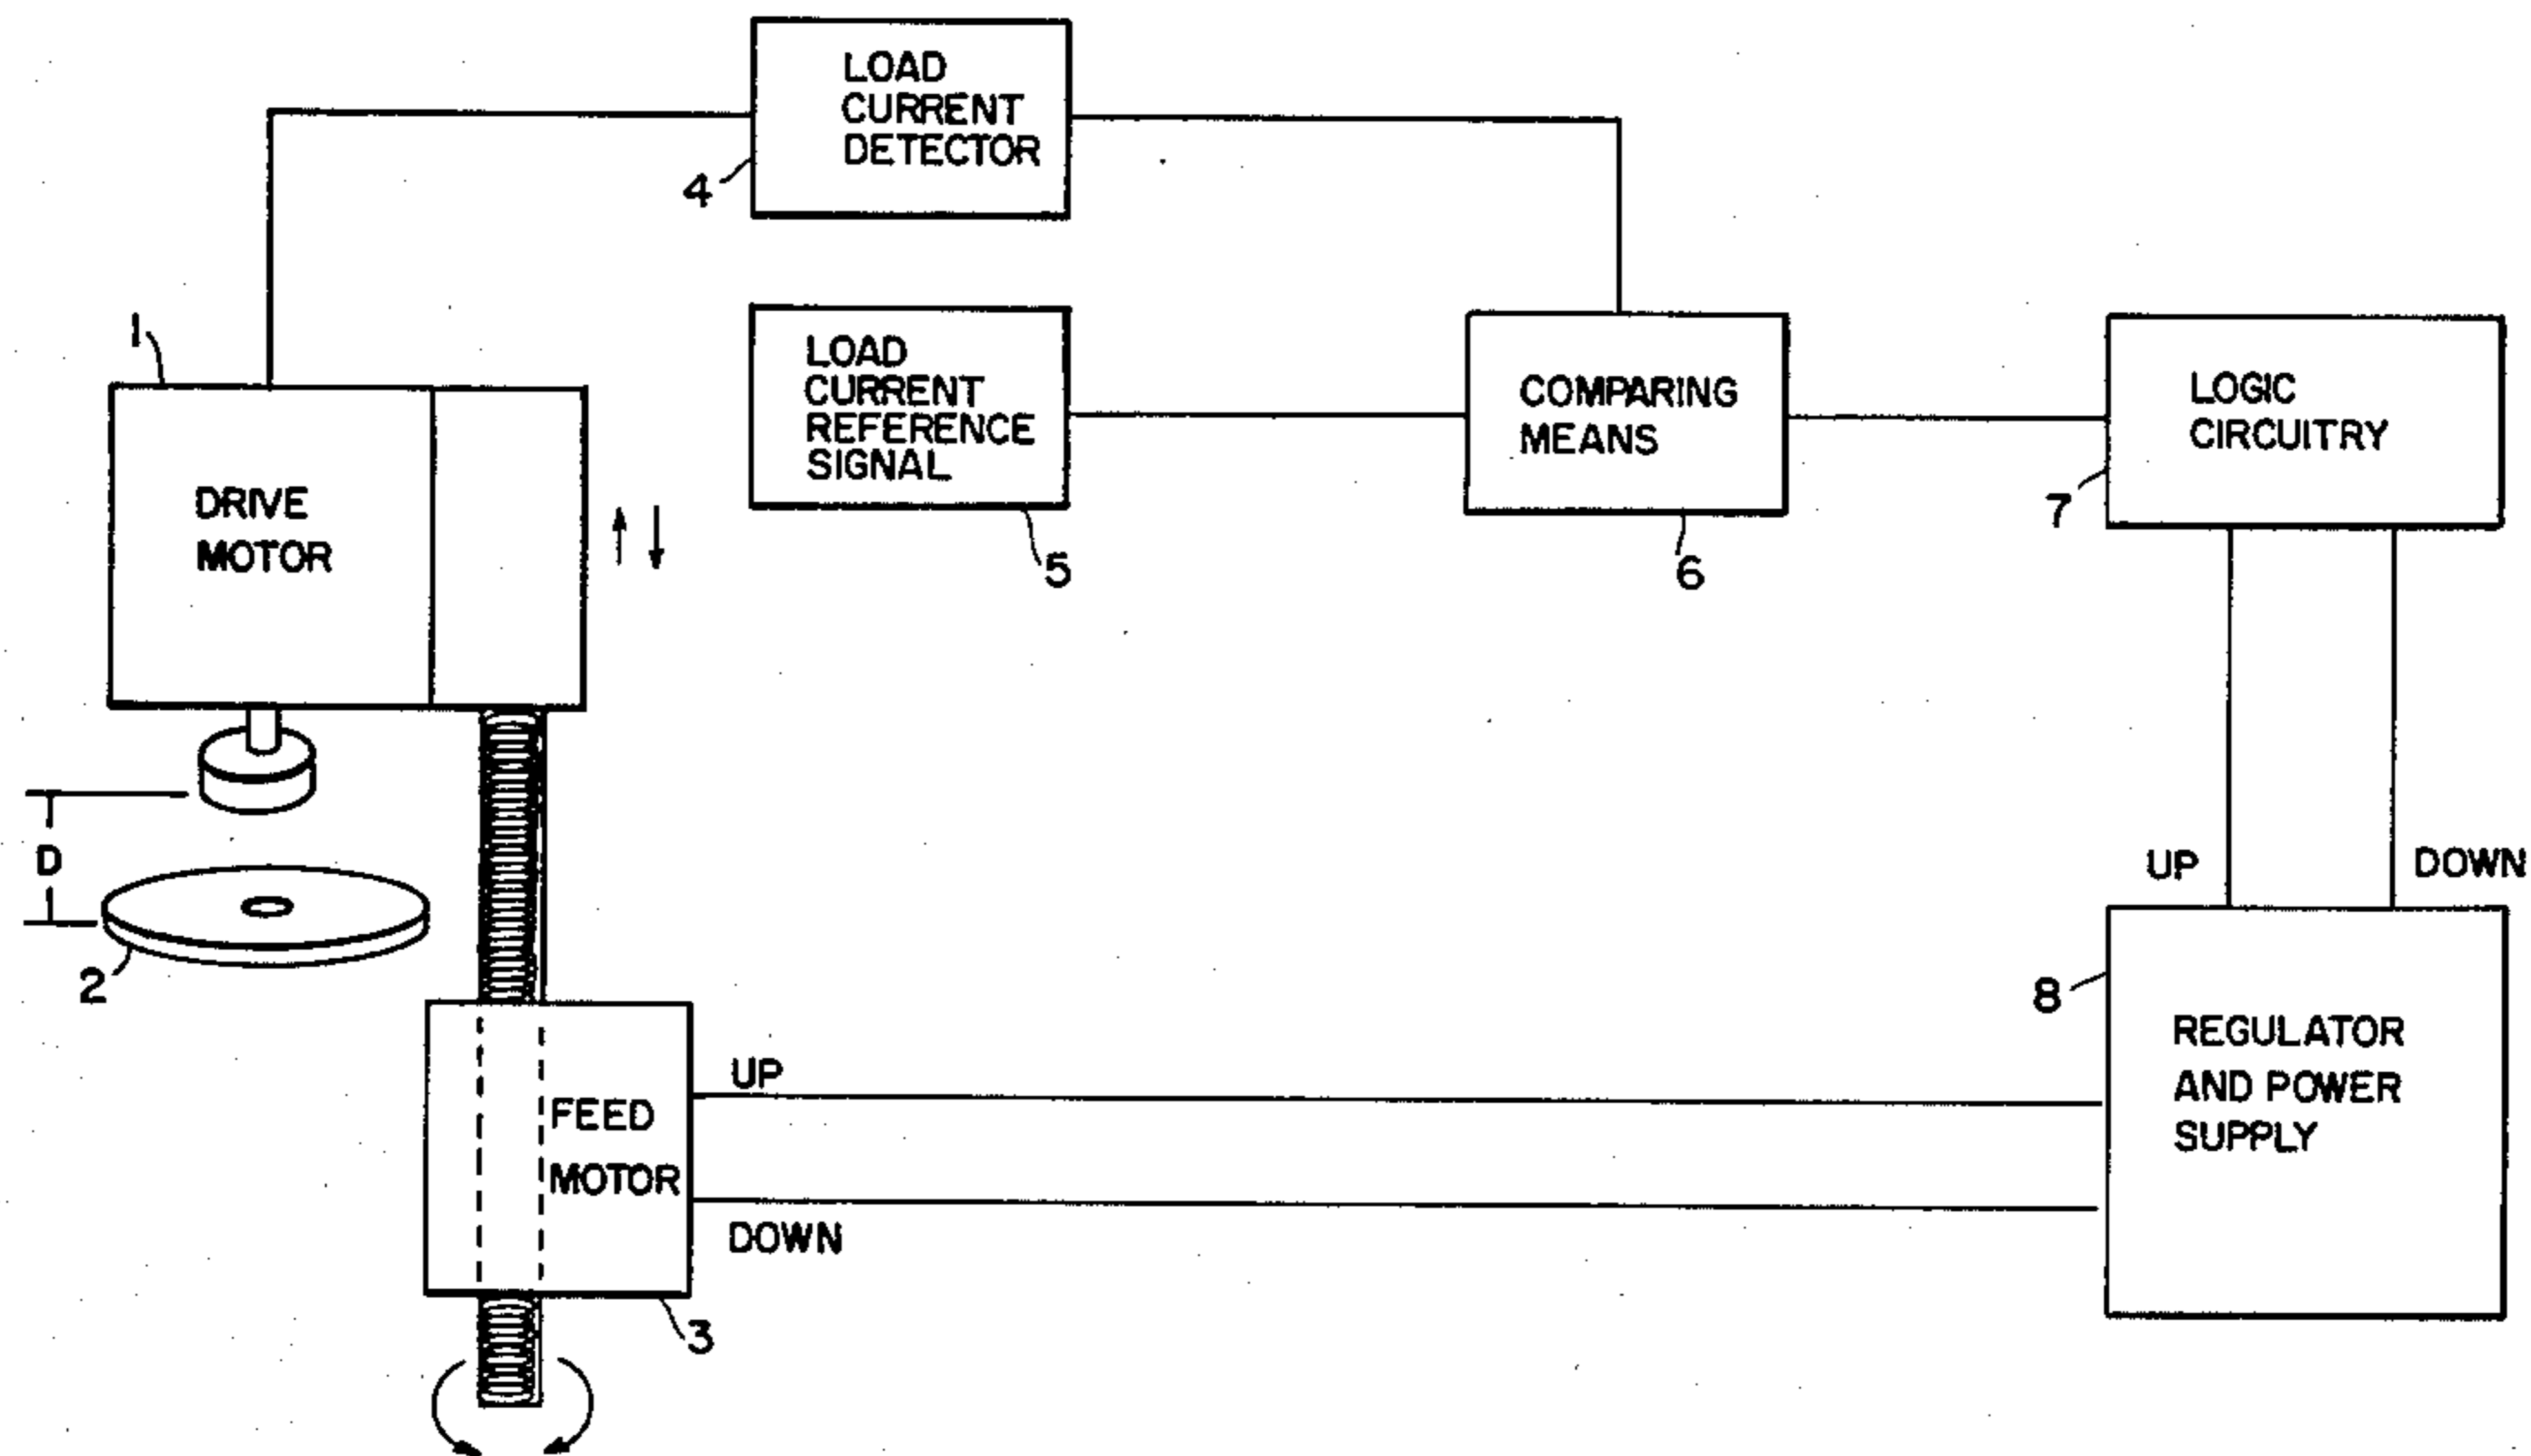 LOAD
CURRENT
DETECTOR
4
1
LOAD
CURRENT
REFERENCE
SIGNAL
5
COMPARING
MEANS
6
LOGIC
CIRCUITRY
7
DRIVE
MOTOR
D
2
UP
DOWN
8
REGULATOR
AND POWER
SUPPLY
UP
FEED
MOTOR
DOWN
3